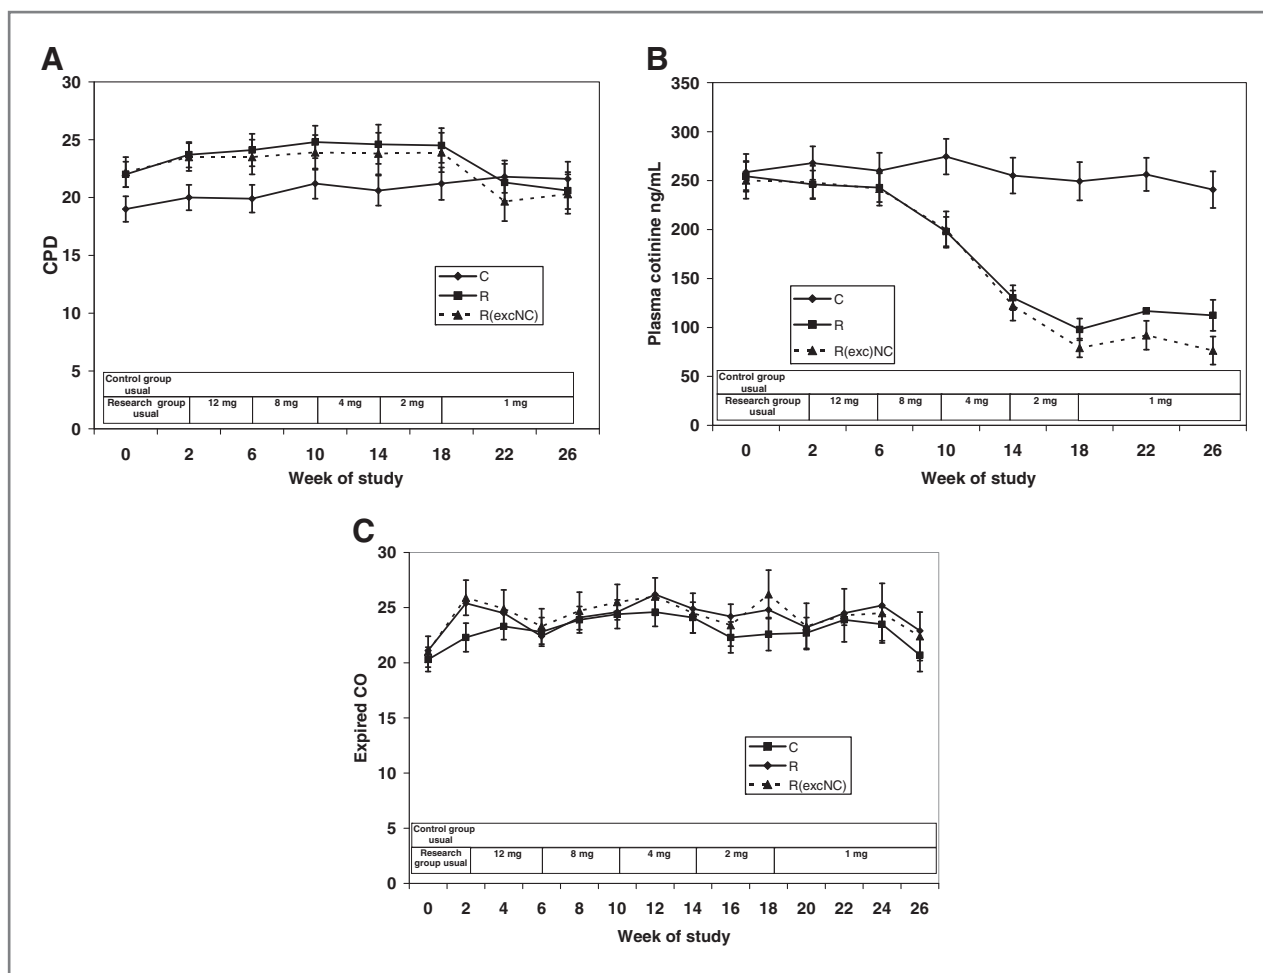 A
30
25
20
15
10
5
0
CPD
C
R
R(excNC)
Control group
usual
Research group
usual
12 mg
8 mg
4 mg
2 mg
1 mg
0 2 6 10 14 18 22 26
Week of study
B
350
300
250
200
150
100
50
0
Plasma cotinine ng/mL
C
R
R(exc)NC
Control group
usual
Research group
usual
12 mg
8 mg
4 mg
2 mg
1 mg
0 2 6 10 14 18 22 26
Week of study
C
30
25
20
15
10
5
0
Expired CO
C
R
R(excNC)
Control group
usual
Research
group usual
12 mg
8 mg
4 mg
2 mg
1 mg
0 2 4 6 8 10 12 14 16 18 20 22 24 26
Week of study